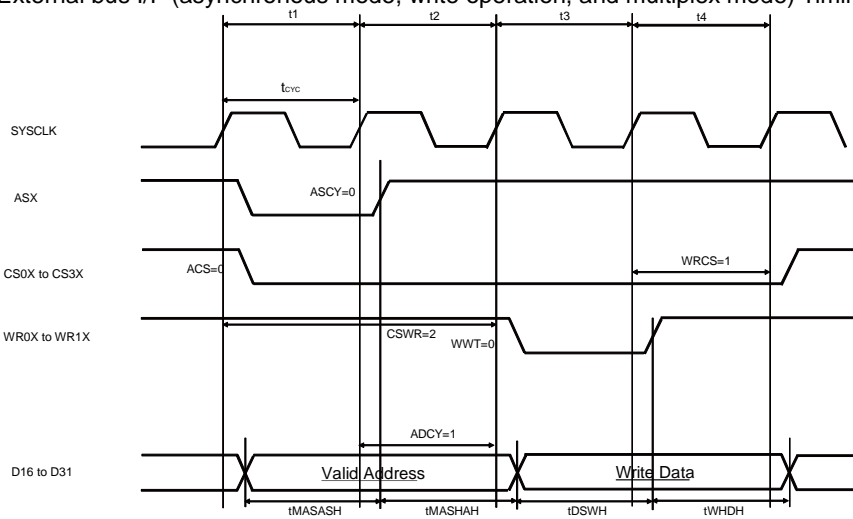 External bus I/F (asynchronous mode, write operation, and multiplex mode) Timin
t1 t2 t3 t4
tCYC
SYSCLK
ASX ASCY=0
CS0X to CS3X ACS=0 WRCS=1
WR0X to WR1X CSWR=2 WWT=0
ADCY=1
D16 to D31 Valid Address Write Data
tMASASH tMASHAH tDSWH tWHDH